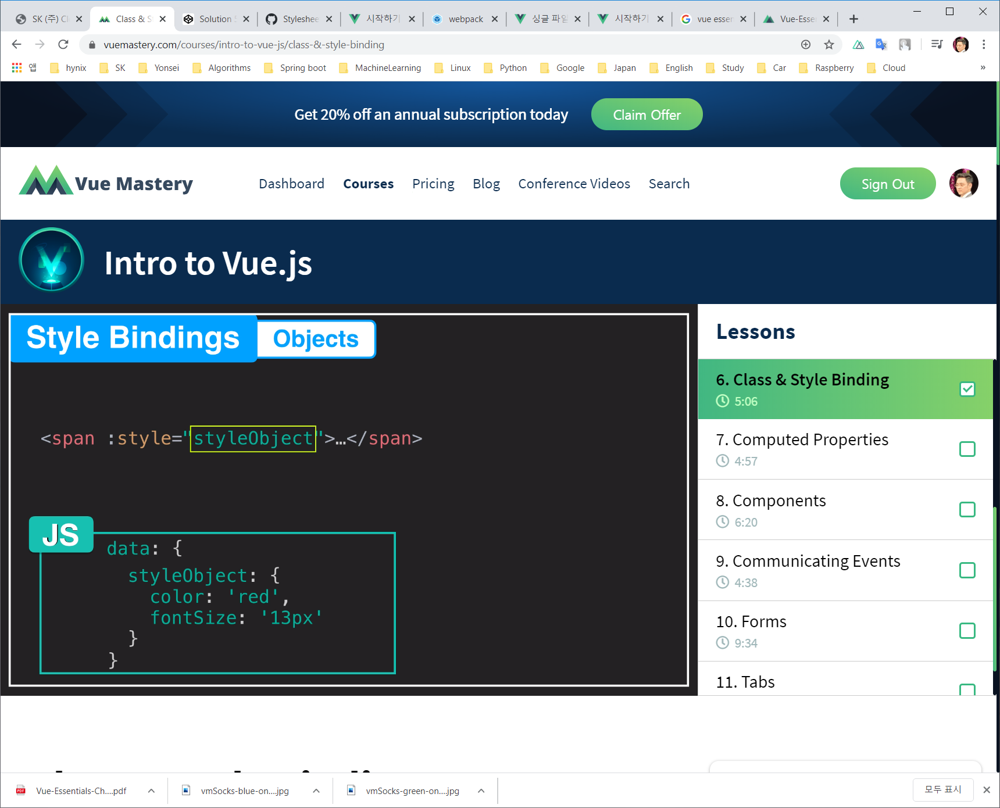 SK (주) C
Class & S
Solution
Styleshee
시작하기
webpack
싱글 파일
시작하기
vue essen
Vue-Esse
vuemastery.com/courses/intro-to-vue-js/class-&-style-binding
앱
hynix
SK
Yonsei
Algorithms
Spring boot
MachineLearning
Linux
Python
Google
Japan
English
Study
Car
Raspberry
Cloud
»
Get 20% off an annual subscription today
Claim Offer
Vue Mastery
Dashboard
Courses
Pricing
Blog
Conference Videos
Search
Sign Out
Intro to Vue.js
Style Bindings
Objects
<span :style="styleObject">…</span>
JS
data: {
styleObject: {
color: 'red',
fontSize: '13px'
}
}
Lessons
6. Class & Style Binding
5:06
7. Computed Properties
4:57
8. Components
6:20
9. Communicating Events
4:38
10. Forms
9:34
11. Tabs
Vue-Essentials-Ch....pdf
vmSocks-blue-on....jpg
vmSocks-green-on....jpg
모두 표시